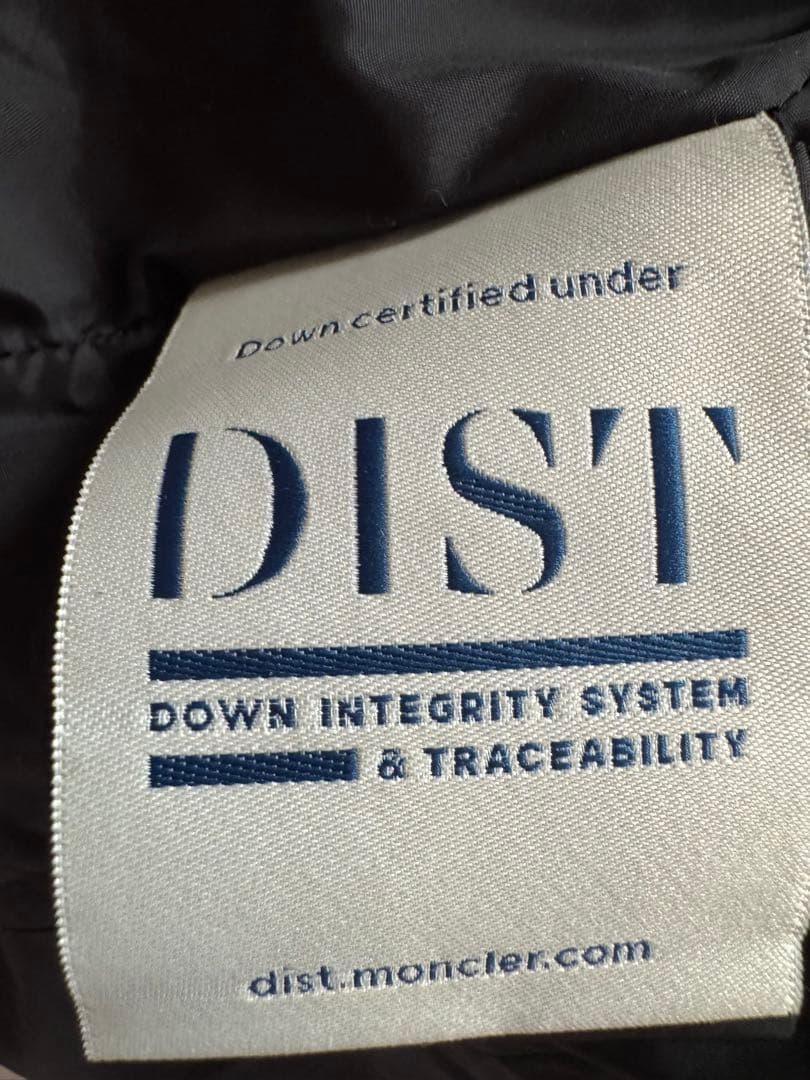 Down certified under
DIST
DOWN INTEGRITY SYSTEM
& TRACEABILITY
dist.moncler.com